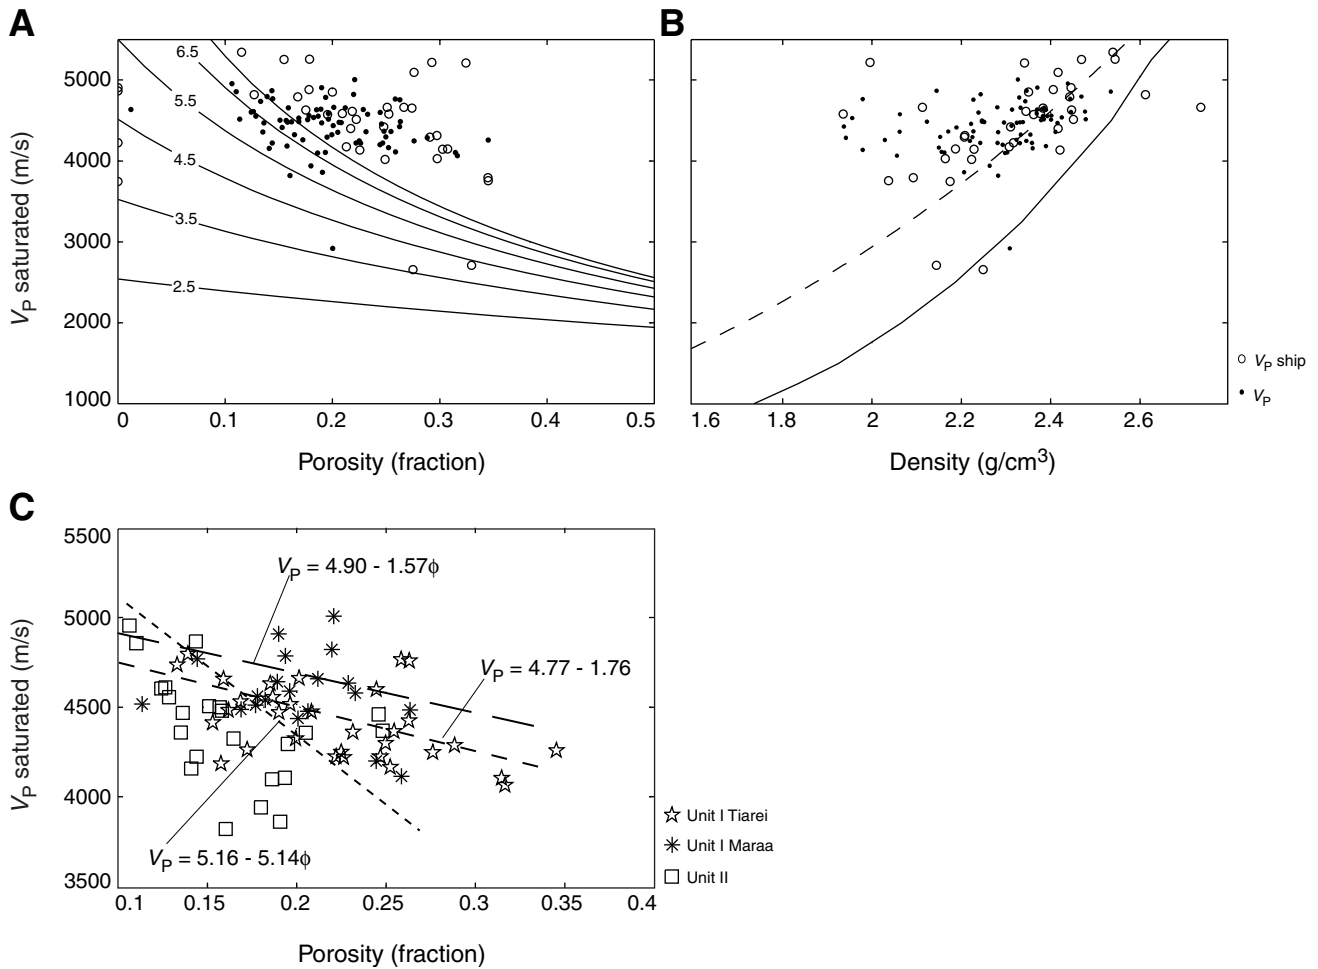 A
B
V_P saturated (m/s)
5000
4000
3000
2000
1000
6.5
5.5
4.5
3.5
2.5
0
0.1
0.2
0.3
0.4
0.5
Porosity (fraction)
1.6
1.8
2
2.2
2.4
2.6
Density (g/cm³)
V_P ship
V_P
C
V_P saturated (m/s)
5500
5000
4500
4000
3500
V_P = 4.90 - 1.57ϕ
V_P = 4.77 - 1.76
V_P = 5.16 - 5.14ϕ
0.1
0.15
0.2
0.25
0.3
0.35
0.4
Porosity (fraction)
Unit I Tiarei
Unit I Maraa
Unit II